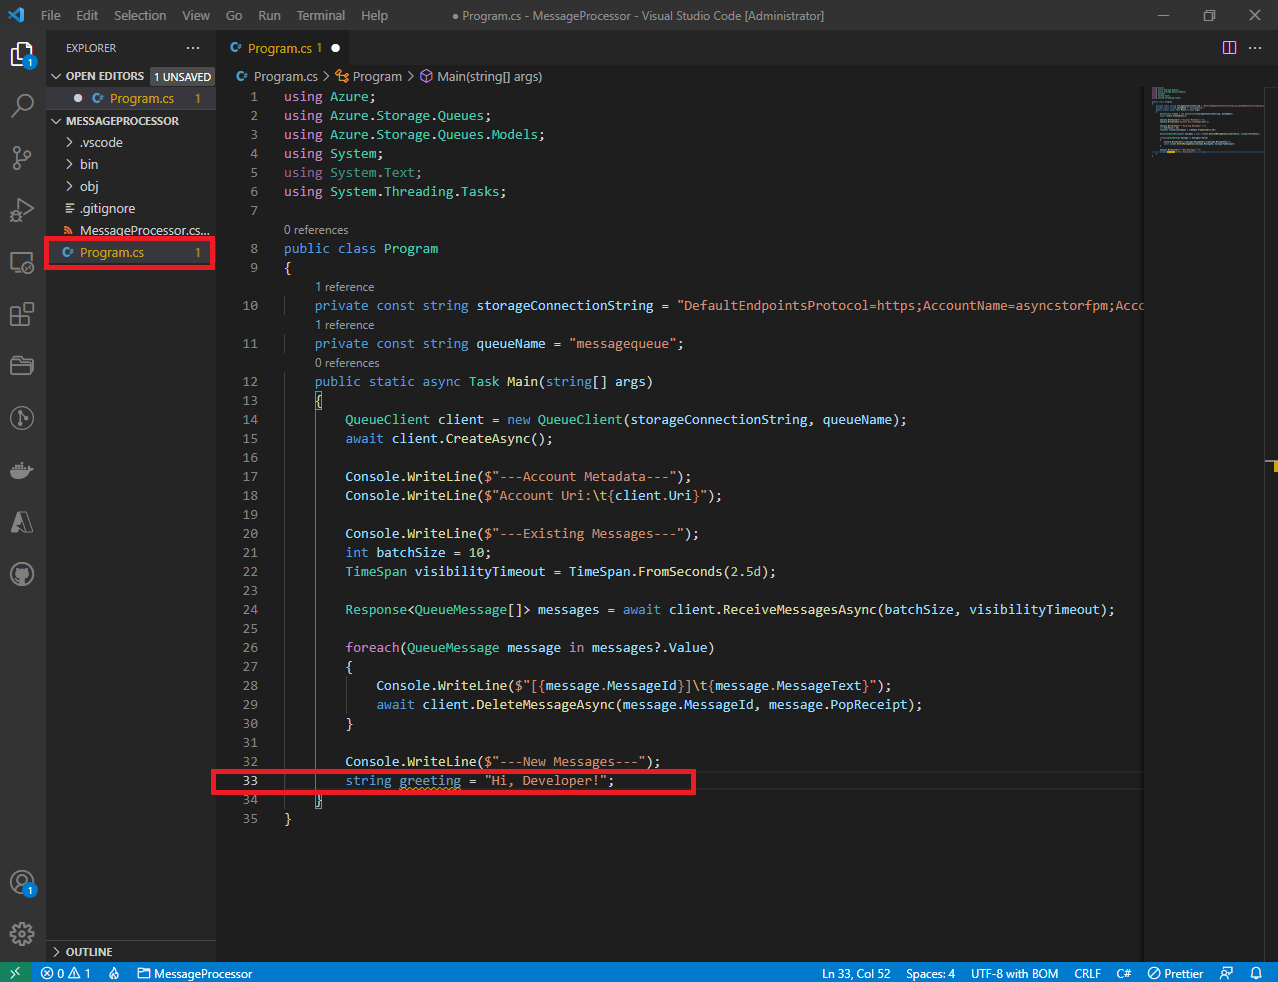 File Edit Selection View Go Run Terminal Help ● Program.cs - MessageProcessor - Visual Studio Code [Administrator]
EXPLORER ···
C# Program.cs 1 ●
OPEN EDITORS 1 UNSAVED
● C# Program.cs 1
MESSAGEPROCESSOR
.vscode
bin
obj
.gitignore
MessageProcessor.cs...
C# Program.cs 1
OUTLINE
1
1
C# Program.cs > Program > Main(string[] args)
1 using Azure;
2 using Azure.Storage.Queues;
3 using Azure.Storage.Queues.Models;
4 using System;
5 using System.Text;
6 using System.Threading.Tasks;
7
0 references
8 public class Program
9 {
1 reference
10 private const string storageConnectionString = "DefaultEndpointsProtocol=https;AccountName=asyncstorfpm;Acco
1 reference
11 private const string queueName = "messagequeue";
0 references
12 public static async Task Main(string[] args)
13 {
14 QueueClient client = new QueueClient(storageConnectionString, queueName);
15 await client.CreateAsync();
16
17 Console.WriteLine($"---Account Metadata---");
18 Console.WriteLine($"Account Uri:\t{client.Uri}");
19
20 Console.WriteLine($"---Existing Messages---");
21 int batchSize = 10;
22 TimeSpan visibilityTimeout = TimeSpan.FromSeconds(2.5d);
23
24 Response<QueueMessage[]> messages = await client.ReceiveMessagesAsync(batchSize, visibilityTimeout);
25
26 foreach(QueueMessage message in messages?.Value)
27 {
28 Console.WriteLine($"[{message.MessageId}]\t{message.MessageText}");
29 await client.DeleteMessageAsync(message.MessageId, message.PopReceipt);
30 }
31
32 Console.WriteLine($"---New Messages---");
33 string greeting = "Hi, Developer!";
34 }
35 }
0 1 MessageProcessor Ln 33, Col 52 Spaces: 4 UTF-8 with BOM CRLF C# Prettier